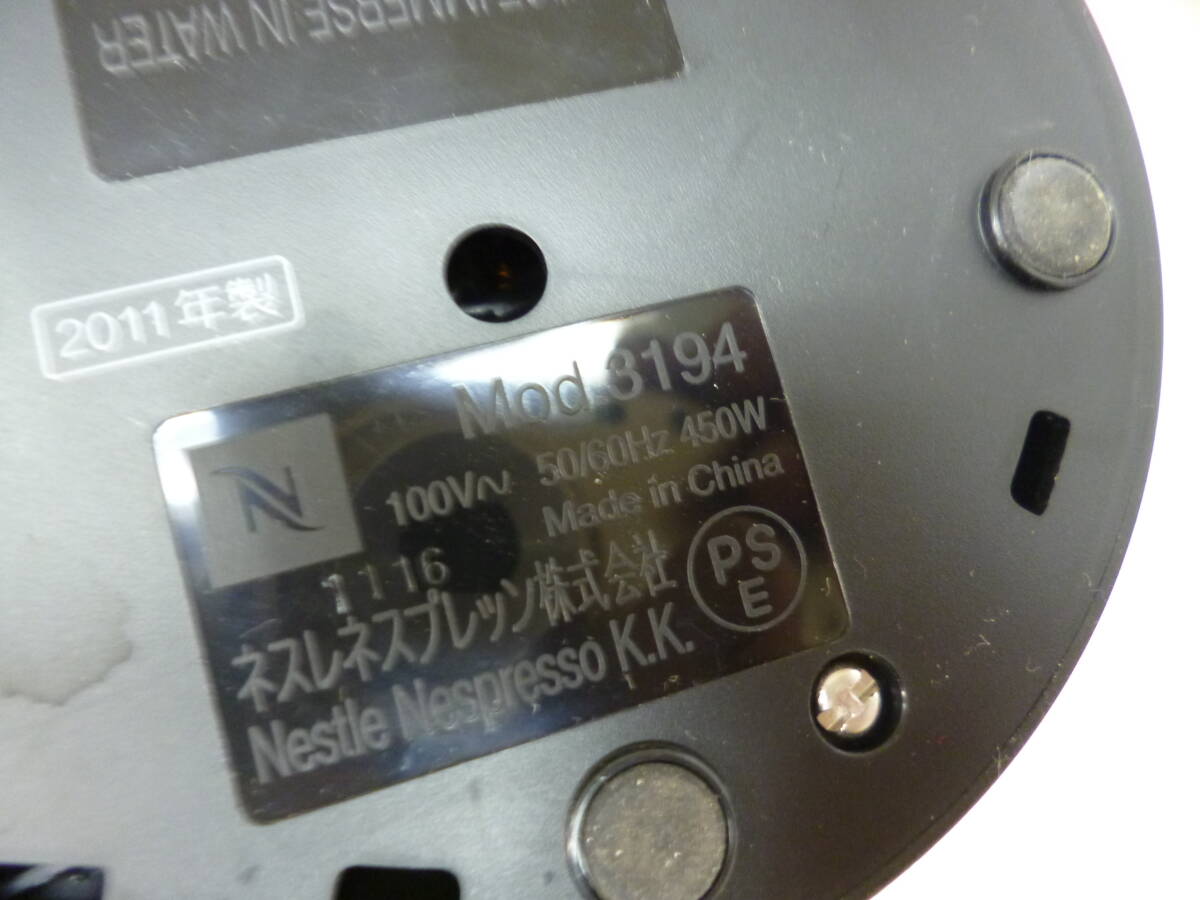 IMMERSE IN WATER
2011年製
Mod 3194
100V~ 50/60Hz 450W
Made in China
N
1116
PS
E
ネスレネスプレッソ株式会社
Nestle Nespresso K.K.